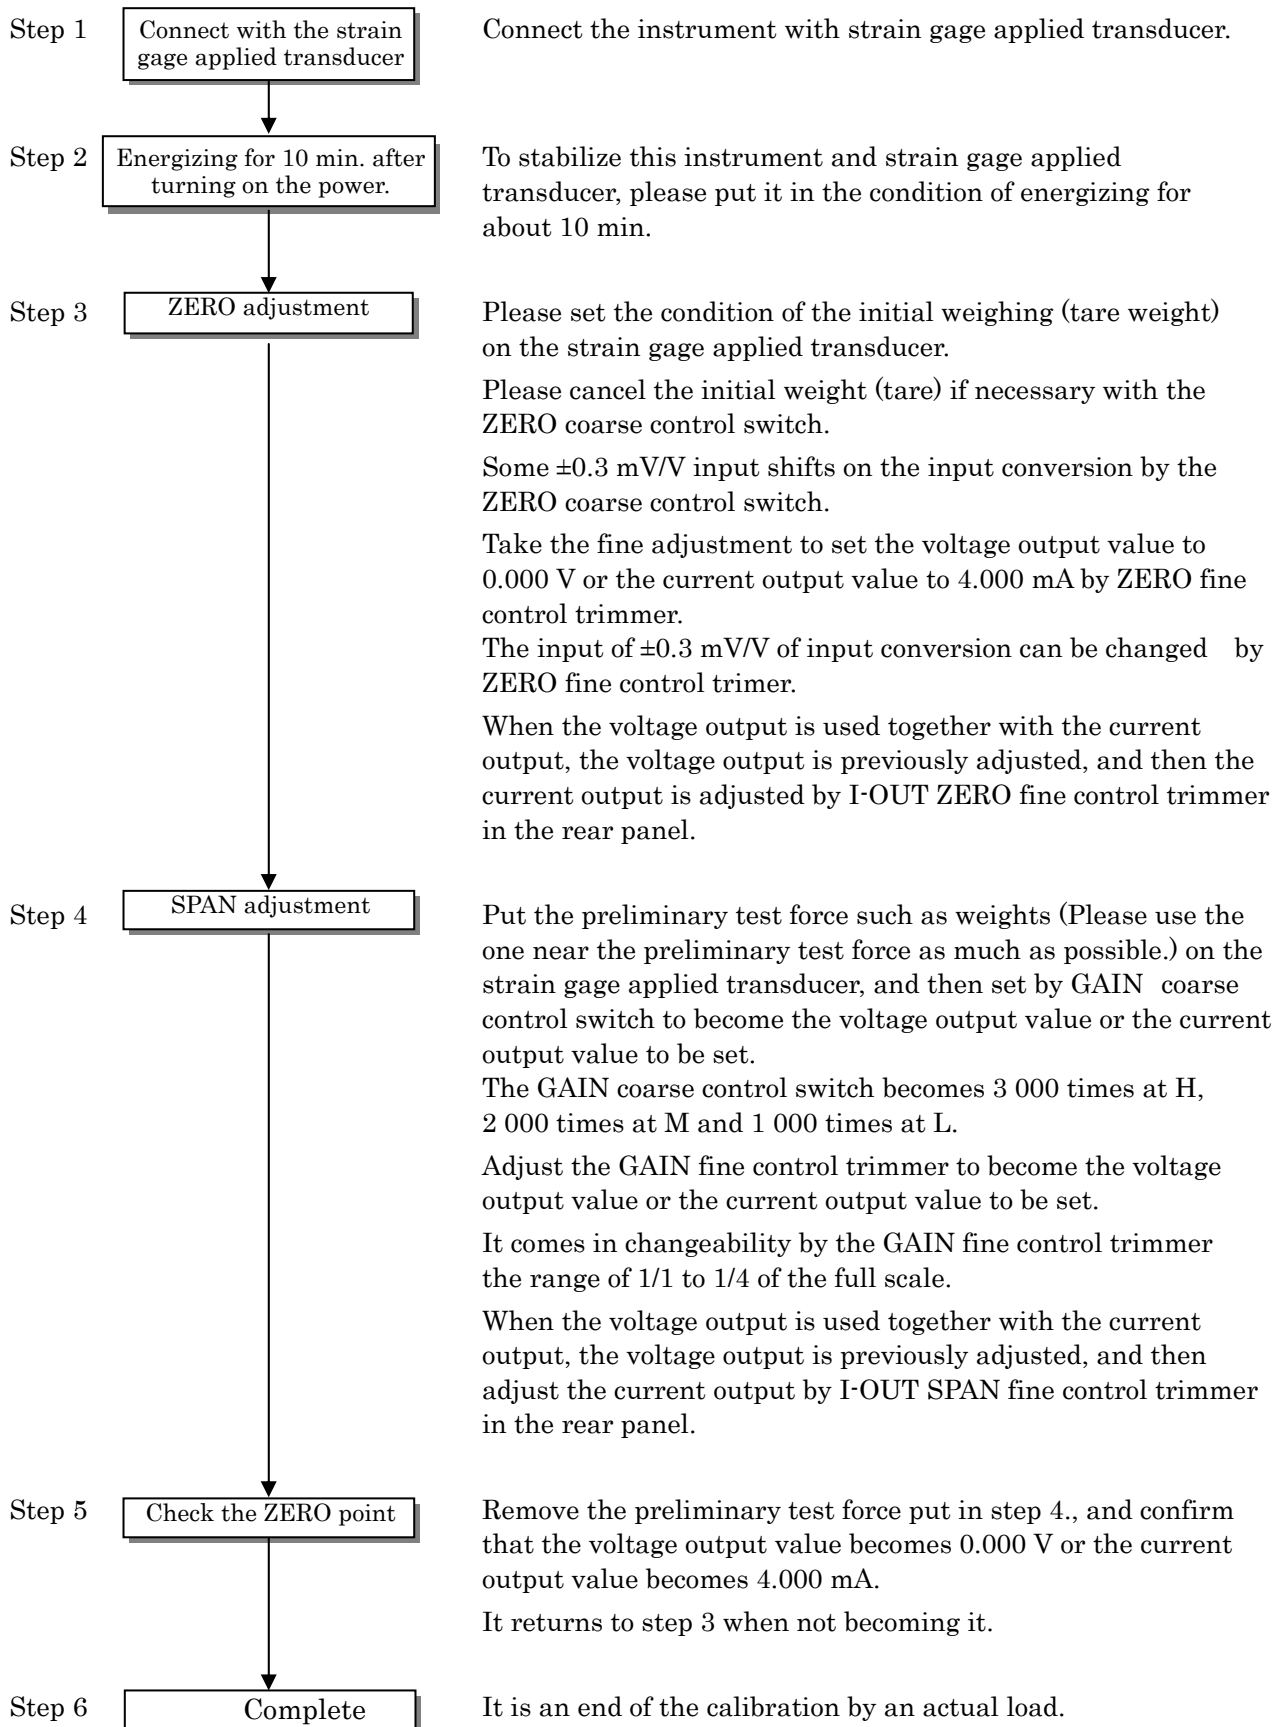 Step 1
Connect with the strain
gage applied transducer
Connect the instrument with strain gage applied transducer.
Step 2
Energizing for 10 min. after
turning on the power.
To stabilize this instrument and strain gage applied
transducer, please put it in the condition of energizing for
about 10 min.
Step 3
ZERO adjustment
Please set the condition of the initial weighing (tare weight)
on the strain gage applied transducer.
Please cancel the initial weight (tare) if necessary with the
ZERO coarse control switch.
Some ±0.3 mV/V input shifts on the input conversion by the
ZERO coarse control switch.
Take the fine adjustment to set the voltage output value to
0.000 V or the current output value to 4.000 mA by ZERO fine
control trimmer.
The input of ±0.3 mV/V of input conversion can be changed by
ZERO fine control trimer.
When the voltage output is used together with the current
output, the voltage output is previously adjusted, and then the
current output is adjusted by I-OUT ZERO fine control trimmer
in the rear panel.
Step 4
SPAN adjustment
Put the preliminary test force such as weights (Please use the
one near the preliminary test force as much as possible.) on the
strain gage applied transducer, and then set by GAIN coarse
control switch to become the voltage output value or the current
output value to be set.
The GAIN coarse control switch becomes 3 000 times at H,
2 000 times at M and 1 000 times at L.
Adjust the GAIN fine control trimmer to become the voltage
output value or the current output value to be set.
It comes in changeability by the GAIN fine control trimmer
the range of 1/1 to 1/4 of the full scale.
When the voltage output is used together with the current
output, the voltage output is previously adjusted, and then
adjust the current output by I-OUT SPAN fine control trimmer
in the rear panel.
Step 5
Check the ZERO point
Remove the preliminary test force put in step 4., and confirm
that the voltage output value becomes 0.000 V or the current
output value becomes 4.000 mA.
It returns to step 3 when not becoming it.
Step 6
Complete
It is an end of the calibration by an actual load.